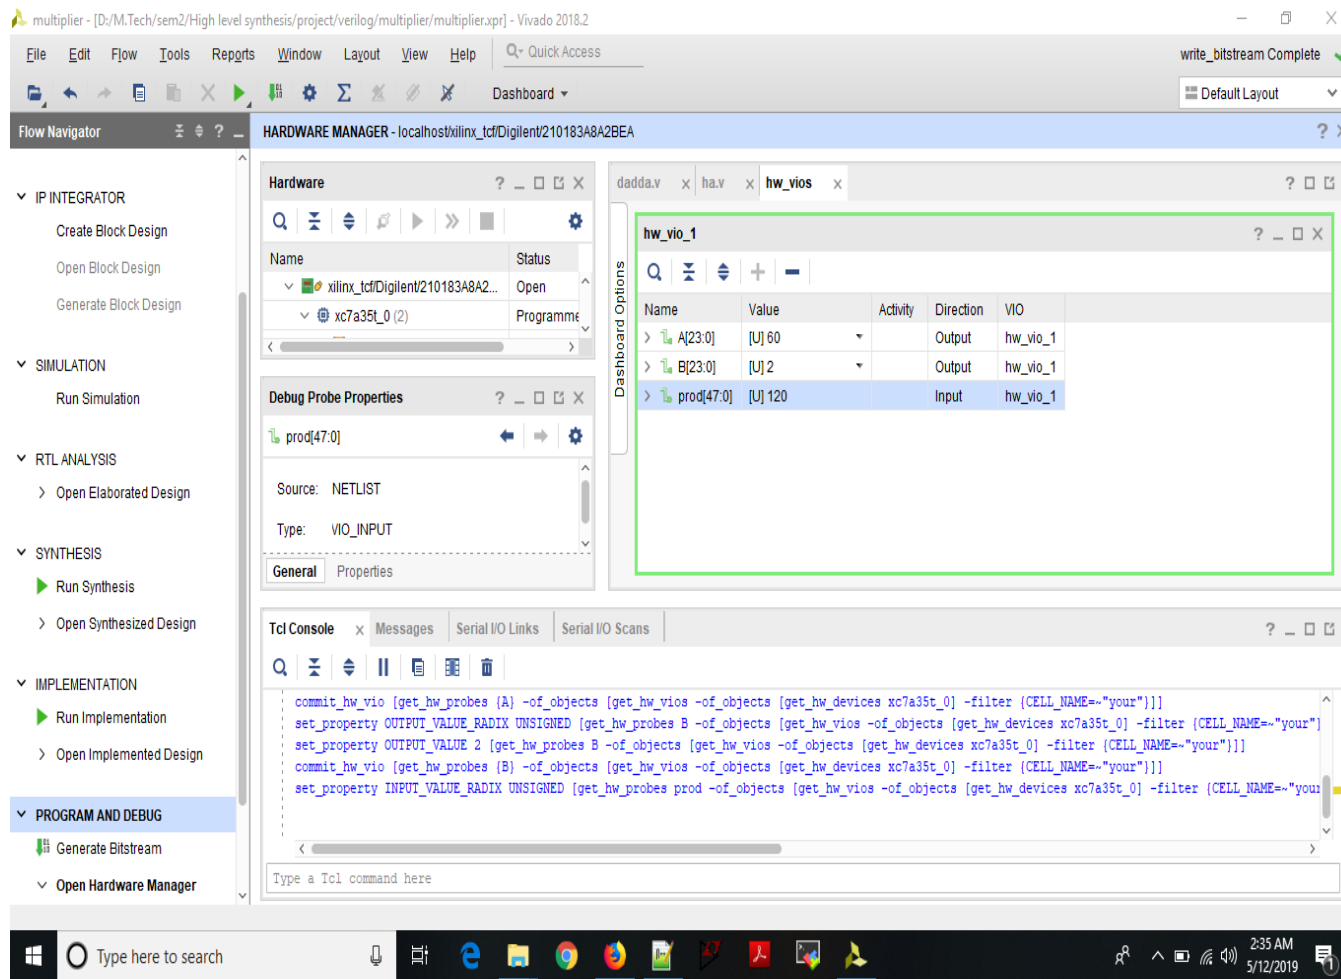 multiplier - [D:/M.Tech/sem2/High level synthesis/project/verilog/multiplier/multiplier.xpr] - Vivado 2018.2
File Edit Flow Tools Reports Window Layout View Help Quick Access write_bitstream Complete
Dashboard Default Layout
Flow Navigator
HARDWARE MANAGER - localhost/xilinx_tcf/Digilent/210183A8A2BEA
IP INTEGRATOR
Create Block Design
Open Block Design
Generate Block Design
SIMULATION
Run Simulation
RTL ANALYSIS
Open Elaborated Design
SYNTHESIS
Run Synthesis
Open Synthesized Design
IMPLEMENTATION
Run Implementation
Open Implemented Design
PROGRAM AND DEBUG
Generate Bitstream
Open Hardware Manager
Hardware
Name Status
xilinx_tcf/Digilent/210183A8A2... Open
xc7a35t_0 (2) Programme
Debug Probe Properties
prod[47:0]
Source: NETLIST
Type: VIO_INPUT
General Properties
dadda.v ha.v hw_vios
Dashboard Options
hw_vio_1
Name Value Activity Direction VIO
A[23:0] [U] 60 Output hw_vio_1
B[23:0] [U] 2 Output hw_vio_1
prod[47:0] [U] 120 Input hw_vio_1
Tcl Console Messages Serial I/O Links Serial I/O Scans
commit_hw_vio [get_hw_probes {A} -of_objects [get_hw_vios -of_objects [get_hw_devices xc7a35t_0] -filter {CELL_NAME=~"your"}]]
set_property OUTPUT_VALUE_RADIX UNSIGNED [get_hw_probes B -of_objects [get_hw_vios -of_objects [get_hw_devices xc7a35t_0] -filter {CELL_NAME=~"your"}
set_property OUTPUT_VALUE 2 [get_hw_probes B -of_objects [get_hw_vios -of_objects [get_hw_devices xc7a35t_0] -filter {CELL_NAME=~"your"}]]
commit_hw_vio [get_hw_probes {B} -of_objects [get_hw_vios -of_objects [get_hw_devices xc7a35t_0] -filter {CELL_NAME=~"your"}]]
set_property INPUT_VALUE_RADIX UNSIGNED [get_hw_probes prod -of_objects [get_hw_vios -of_objects [get_hw_devices xc7a35t_0] -filter {CELL_NAME=~"your
Type a Tcl command here
Type here to search
2:35 AM
5/12/2019